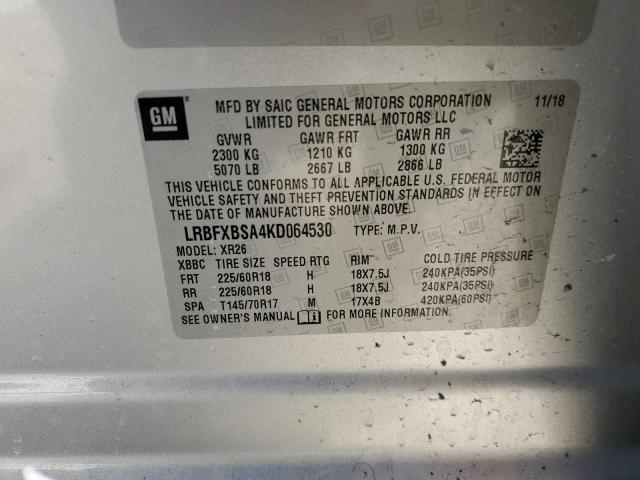 GM
MFD BY SAIC GENERAL MOTORS CORPORATION 11/18
LIMITED FOR GENERAL MOTORS LLC
GVWR GAWR FRT GAWR RR
2300 KG 1210 KG 1300 KG
5070 LB 2667 LB 2866 LB
THIS VEHICLE CONFORMS TO ALL APPLICABLE U.S. FEDERAL MOTOR
VEHICLE SAFETY AND THEFT PREVENTION STANDARDS IN EFFECT ON
THE DATE OF MANUFACTURE SHOWN ABOVE.
LRBFXBSA4KD064530 TYPE: M.P.V.
MODEL: XR26
XBBC TIRE SIZE SPEED RTG RIM COLD TIRE PRESSURE
FRT 225/60R18 H 18X7.5J 240KPA(35PSI)
RR 225/60R18 H 18X7.5J 240KPA(35PSI)
SPA T145/70R17 M 17X4B 420KPA(60PSI)
SEE OWNER'S MANUAL FOR MORE INFORMATION